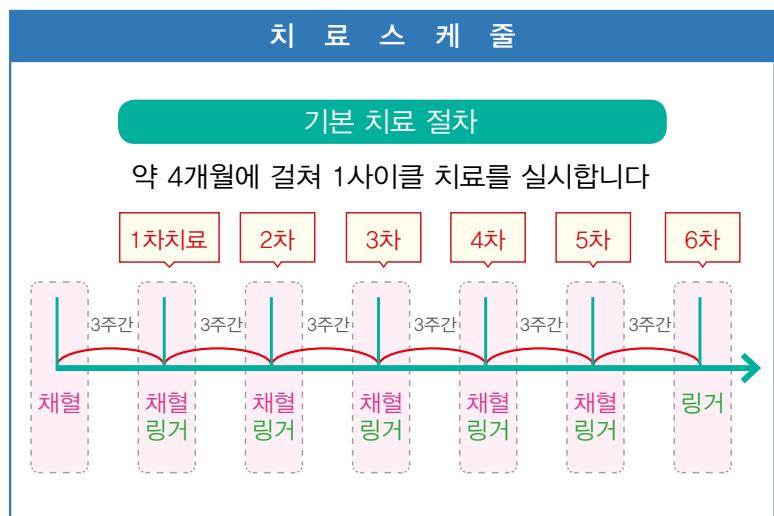 치 료 스 케 줄
기본 치료 절차
약 4개월에 걸쳐 1사이클 치료를 실시합니다
1차치료 2차 3차 4차 5차 6차
3주간 3주간 3주간 3주간 3주간 3주간
채혈 채혈 채혈 채혈 채혈 채혈 링거
링거 링거 링거 링거 링거